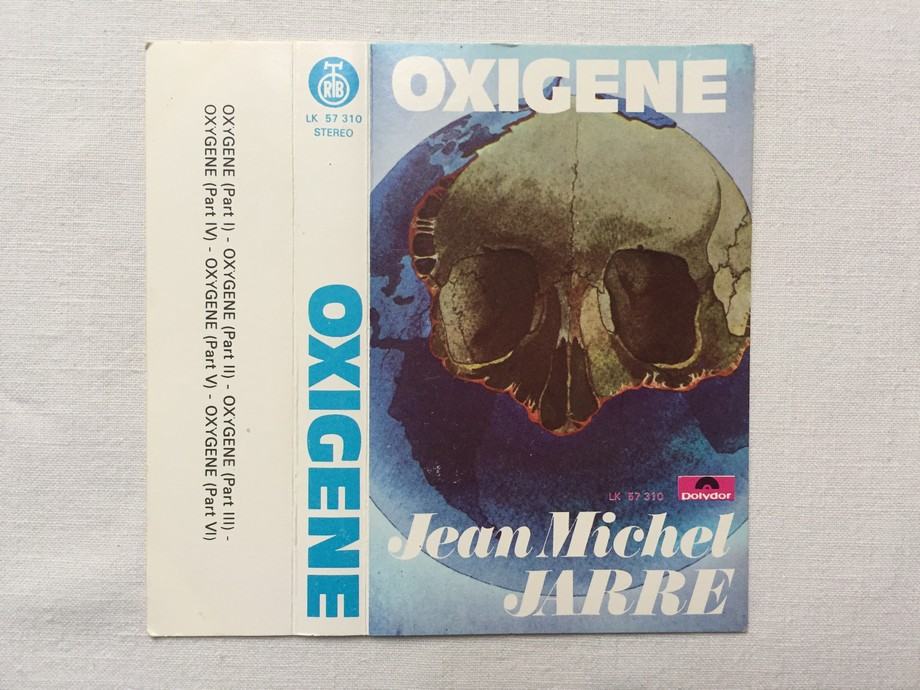 OXYGENE (Part I) - OXYGENE (Part II) - OXYGENE (Part III) -
OXYGENE (Part IV) - OXYGENE (Part V) - OXYGENE (Part VI)
RTB
LK 57 310
STEREO
OXIGENE
OXIGENE
LK 57 310
Polydor
Jean Michel
JARRE